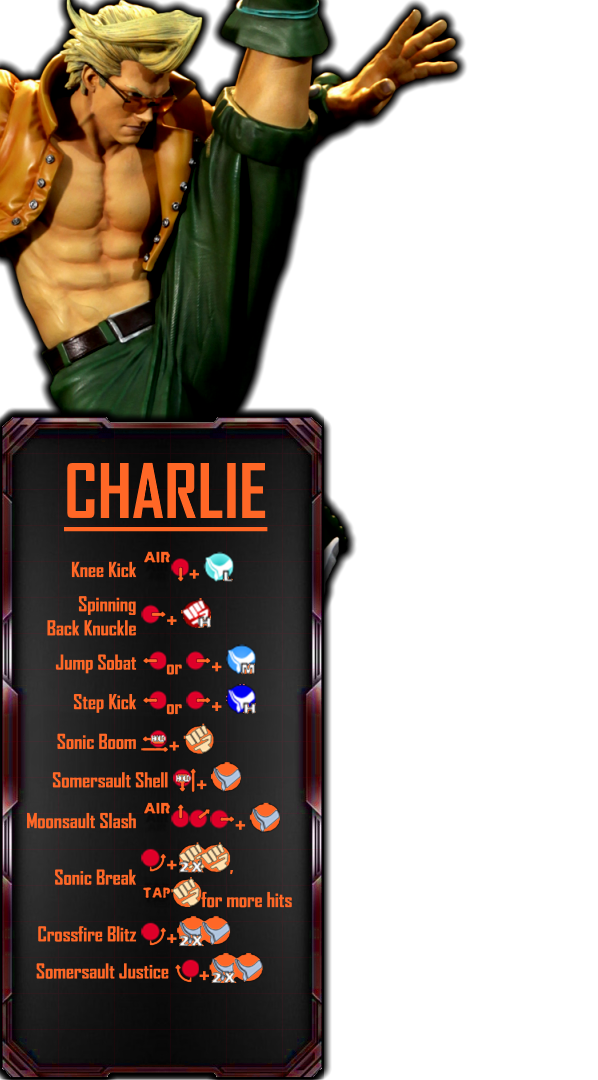 CHARLIE
Knee Kick AIR + L
Spinning
Back Knuckle + H
Jump Sobat or + M
Step Kick or + H
Sonic Boom +
Somersault Shell +
Moonsault Slash AIR +
Sonic Break + 2X ,
TAP for more hits
Crossfire Blitz + 2X
Somersault Justice + 2X